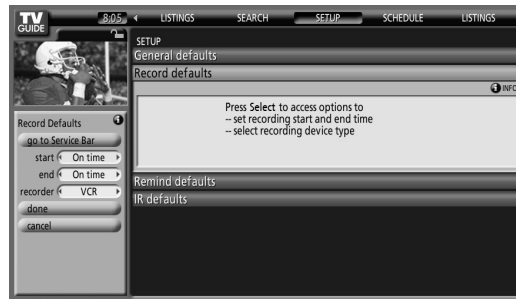 TV GUIDE 8:05
LISTINGS SEARCH SETUP SCHEDULE LISTINGS
SETUP
General defaults
Record defaults
INFO
Press Select to access options to
-- set recording start and end time
-- select recording device type
Remind defaults
IR defaults
Record Defaults
go to Service Bar
start On time
end On time
recorder VCR
done
cancel